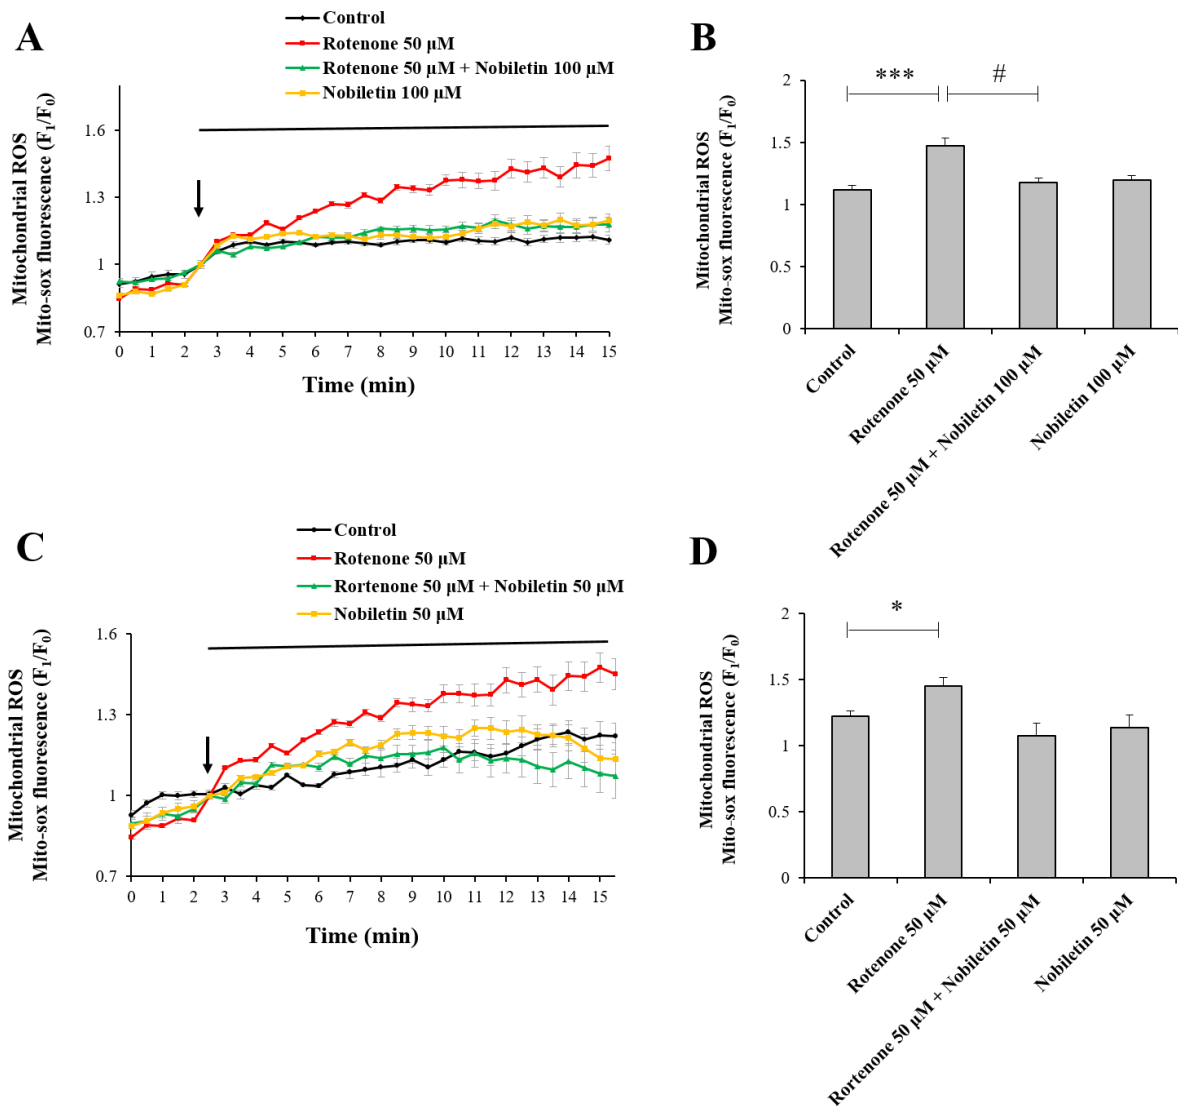 A
Control
Rotenone 50 μM
Rotenone 50 μM + Nobiletin 100 μM
Nobiletin 100 μM
Mitochondrial ROS
Mito-sox fluorescence (F1/F0)
1.6
1.3
1
0.7
0 1 2 3 4 5 6 7 8 9 10 11 12 13 14 15
Time (min)
B
Mitochondrial ROS
Mito-sox fluorescence (F1/F0)
2
1.5
1
0.5
0
*** #
Control
Rotenone 50 μM
Rotenone 50 μM + Nobiletin 100 μM
Nobiletin 100 μM
C
Control
Rotenone 50 μM
Rortenone 50 μM + Nobiletin 50 μM
Nobiletin 50 μM
Mitochondrial ROS
Mito-sox fluorescence (F1/F0)
1.6
1.3
1
0.7
0 1 2 3 4 5 6 7 8 9 10 11 12 13 14 15
Time (min)
D
Mitochondrial ROS
Mito-sox fluorescence (F1/F0)
2
1.5
1
0.5
0
*
Control
Rotenone 50 μM
Rortenone 50 μM + Nobiletin 50 μM
Nobiletin 50 μM